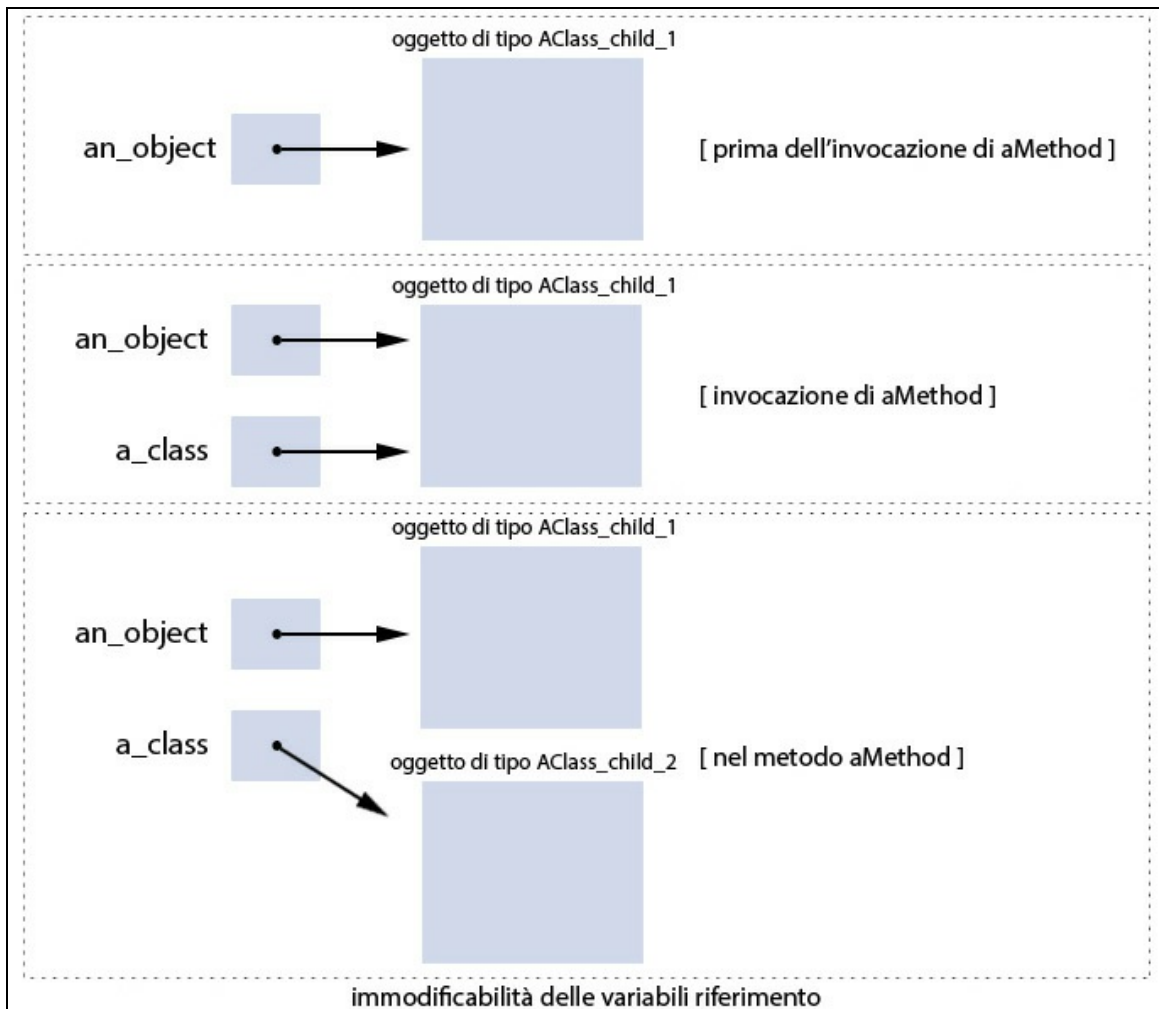 oggetto di tipo AClass_child_1
an_object
[ prima dell'invocazione di aMethod ]
oggetto di tipo AClass_child_1
an_object
[ invocazione di aMethod ]
a_class
oggetto di tipo AClass_child_1
an_object
a_class
oggetto di tipo AClass_child_2
[ nel metodo aMethod ]
immodificabilità delle variabili riferimento